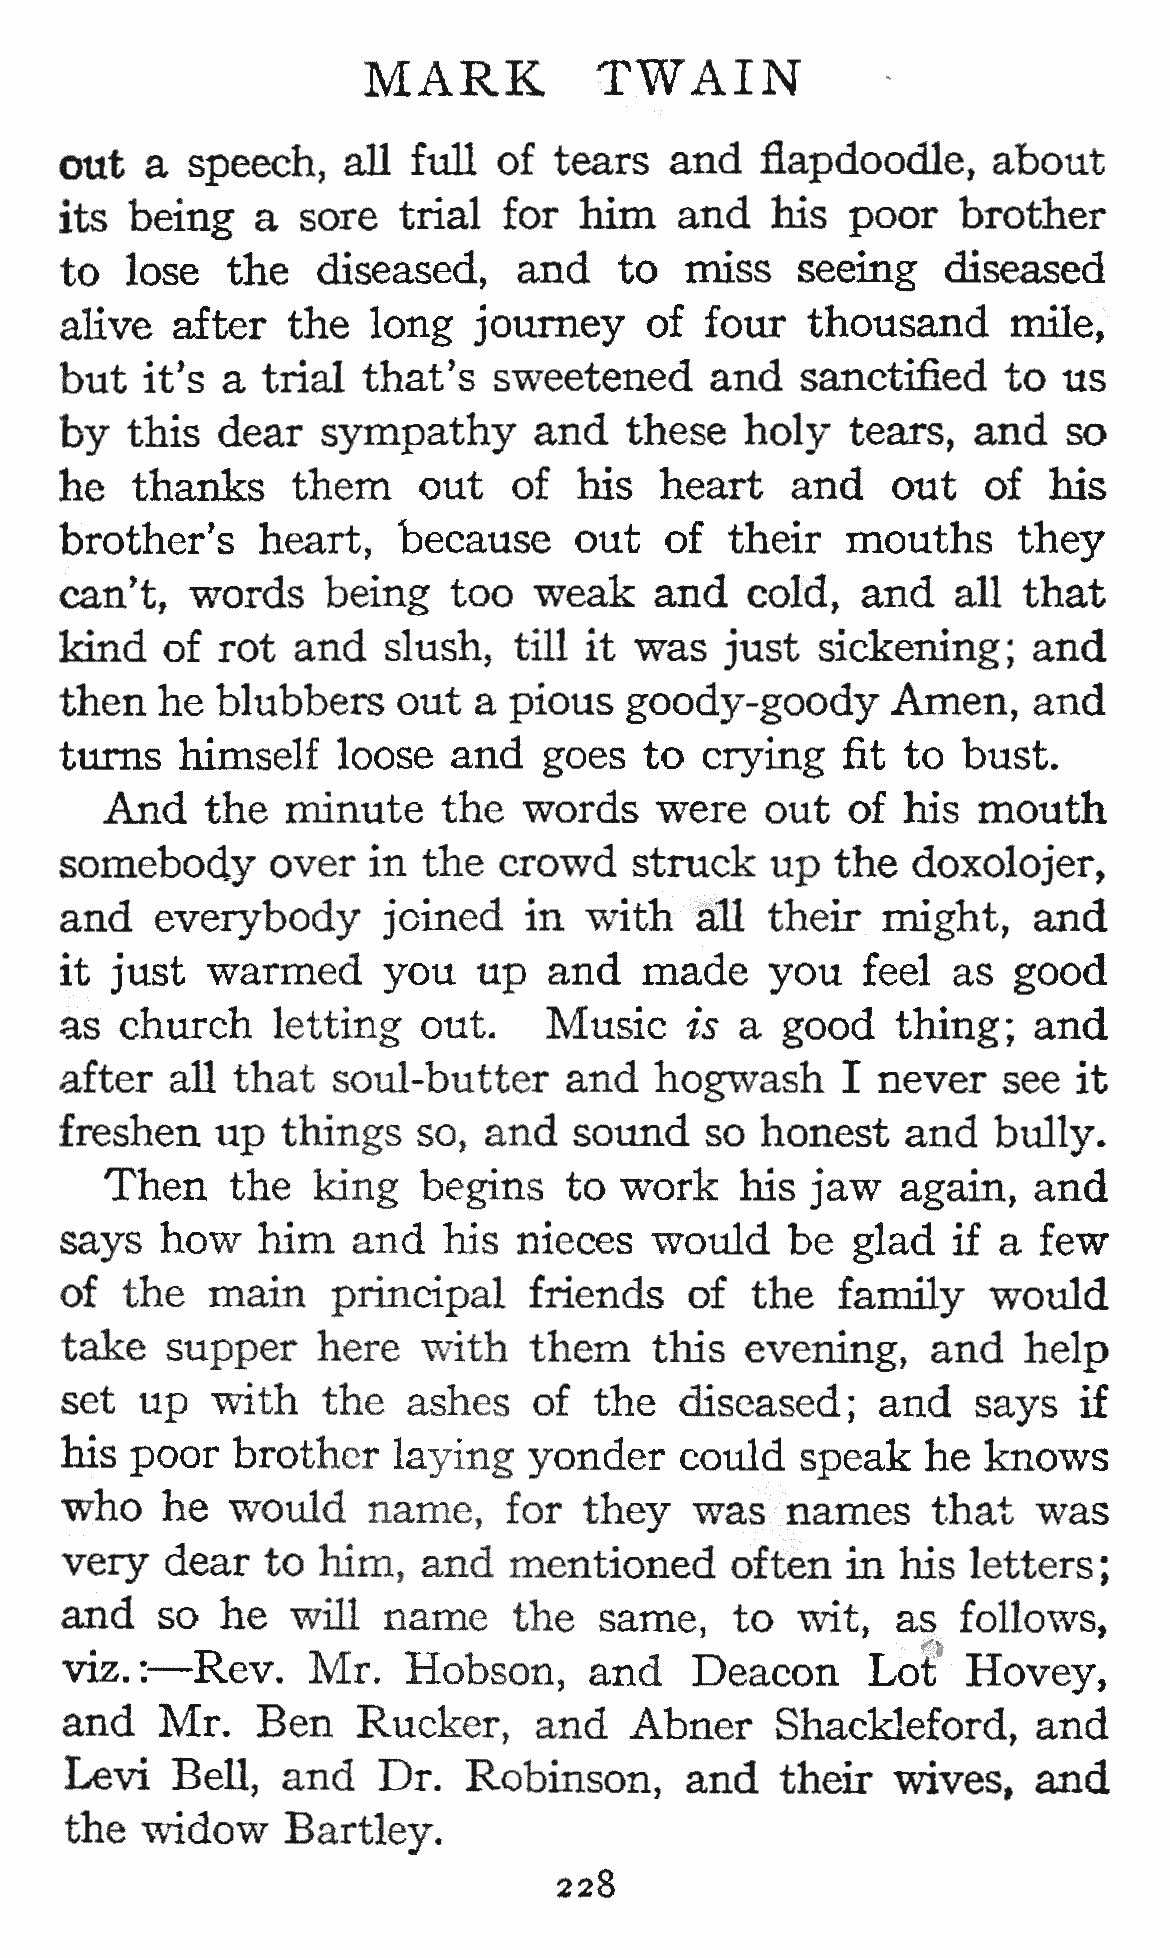 MARK TWAIN
out a speech, all full of tears and flapdoodle, about
its being a sore trial for him and his poor brother
to lose the diseased, and to miss seeing diseased
alive after the long journey of four thousand mile,
but it's a trial that's sweetened and sanctified to us
by this dear sympathy and these holy tears, and so
he thanks them out of his heart and out of his
brother's heart, because out of their mouths they
can't, words being too weak and cold, and all that
kind of rot and slush, till it was just sickening; and
then he blubbers out a pious goody-goody Amen, and
turns himself loose and goes to crying fit to bust.
And the minute the words were out of his mouth
somebody over in the crowd struck up the doxolojer,
and everybody joined in with all their might, and
it just warmed you up and made you feel as good
as church letting out. Music is a good thing; and
after all that soul-butter and hogwash I never see it
freshen up things so, and sound so honest and bully.
Then the king begins to work his jaw again, and
says how him and his nieces would be glad if a few
of the main principal friends of the family would
take supper here with them this evening, and help
set up with the ashes of the diseased; and says if
his poor brother laying yonder could speak he knows
who he would name, for they was names that was
very dear to him, and mentioned often in his letters;
and so he will name the same, to wit, as follows,
viz.:—Rev. Mr. Hobson, and Deacon Lot Hovey,
and Mr. Ben Rucker, and Abner Shackleford, and
Levi Bell, and Dr. Robinson, and their wives, and
the widow Bartley.
228